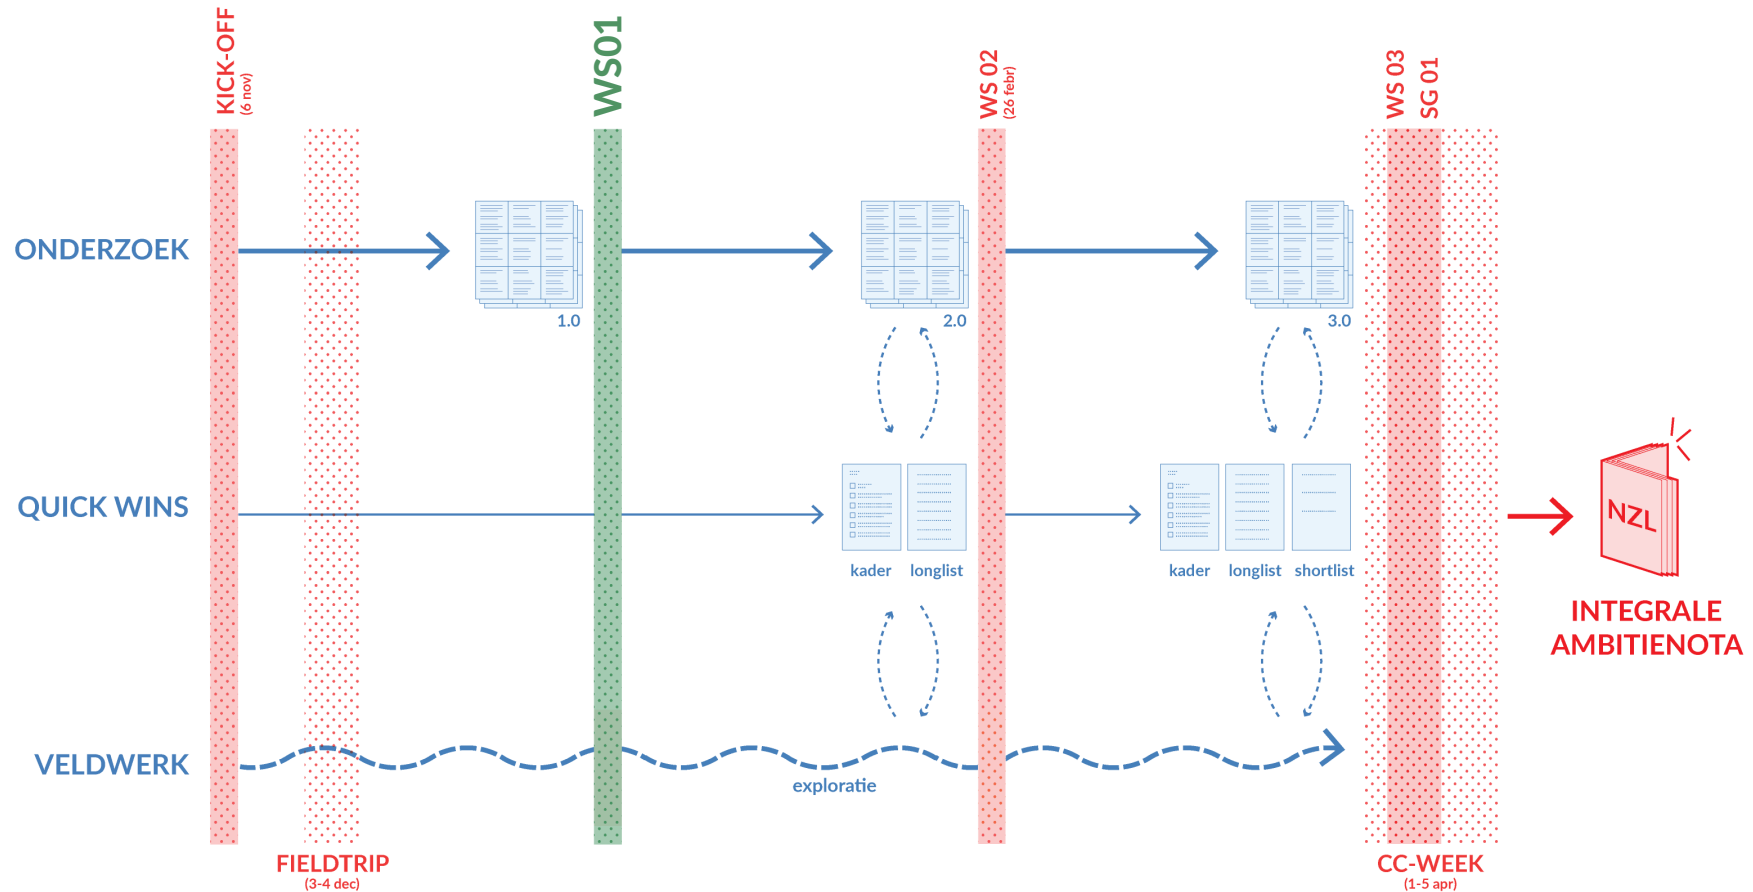 KICK-OFF
(6 nov)
WS01
WS 02
(26 febr)
WS 03
SG 01
ONDERZOEK
1.0
2.0
3.0
QUICK WINS
kader
longlist
kader
longlist
shortlist
NZL
INTEGRALE
AMBITIENOTA
VELDWERK
exploratie
FIELDTRIP
(3-4 dec)
CC-WEEK
(1-5 apr)